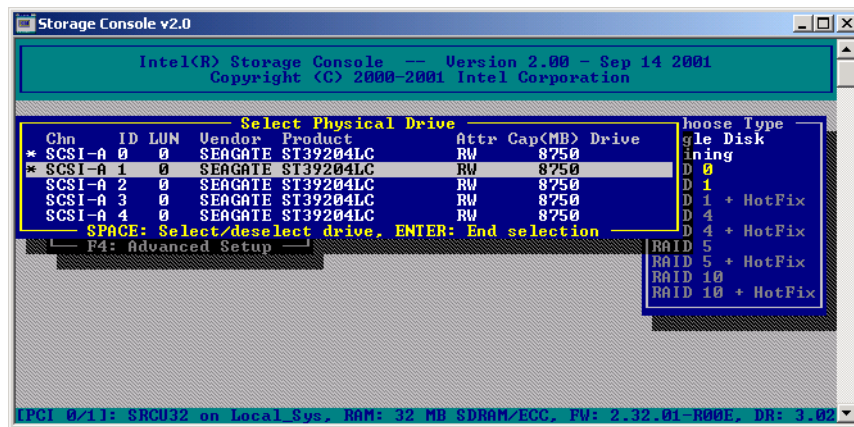 Storage Console v2.0
Intel(R) Storage Console -- Version 2.00 - Sep 14 2001
Copyright (C) 2000-2001 Intel Corporation
Select Physical Drive
Chn ID LUN Vendor Product Attr Cap(MB) Drive
* SCSI-A 0 0 SEAGATE ST39204LC RW 8750
* SCSI-A 1 0 SEAGATE ST39204LC RW 8750
SCSI-A 2 0 SEAGATE ST39204LC RW 8750
SCSI-A 3 0 SEAGATE ST39204LC RW 8750
SCSI-A 4 0 SEAGATE ST39204LC RW 8750
SPACE: Select/deselect drive, ENTER: End selection
F4: Advanced Setup
hoose Type
gle Disk
ining
D 0
D 1
D 1 + HotFix
D 4
D 4 + HotFix
RAID 5
RAID 5 + HotFix
RAID 10
RAID 10 + HotFix
[PCI 0/1]: SRCU32 on Local_Sys, RAM: 32 MB SDRAM/ECC, FW: 2.32.01-R00E, DR: 3.02